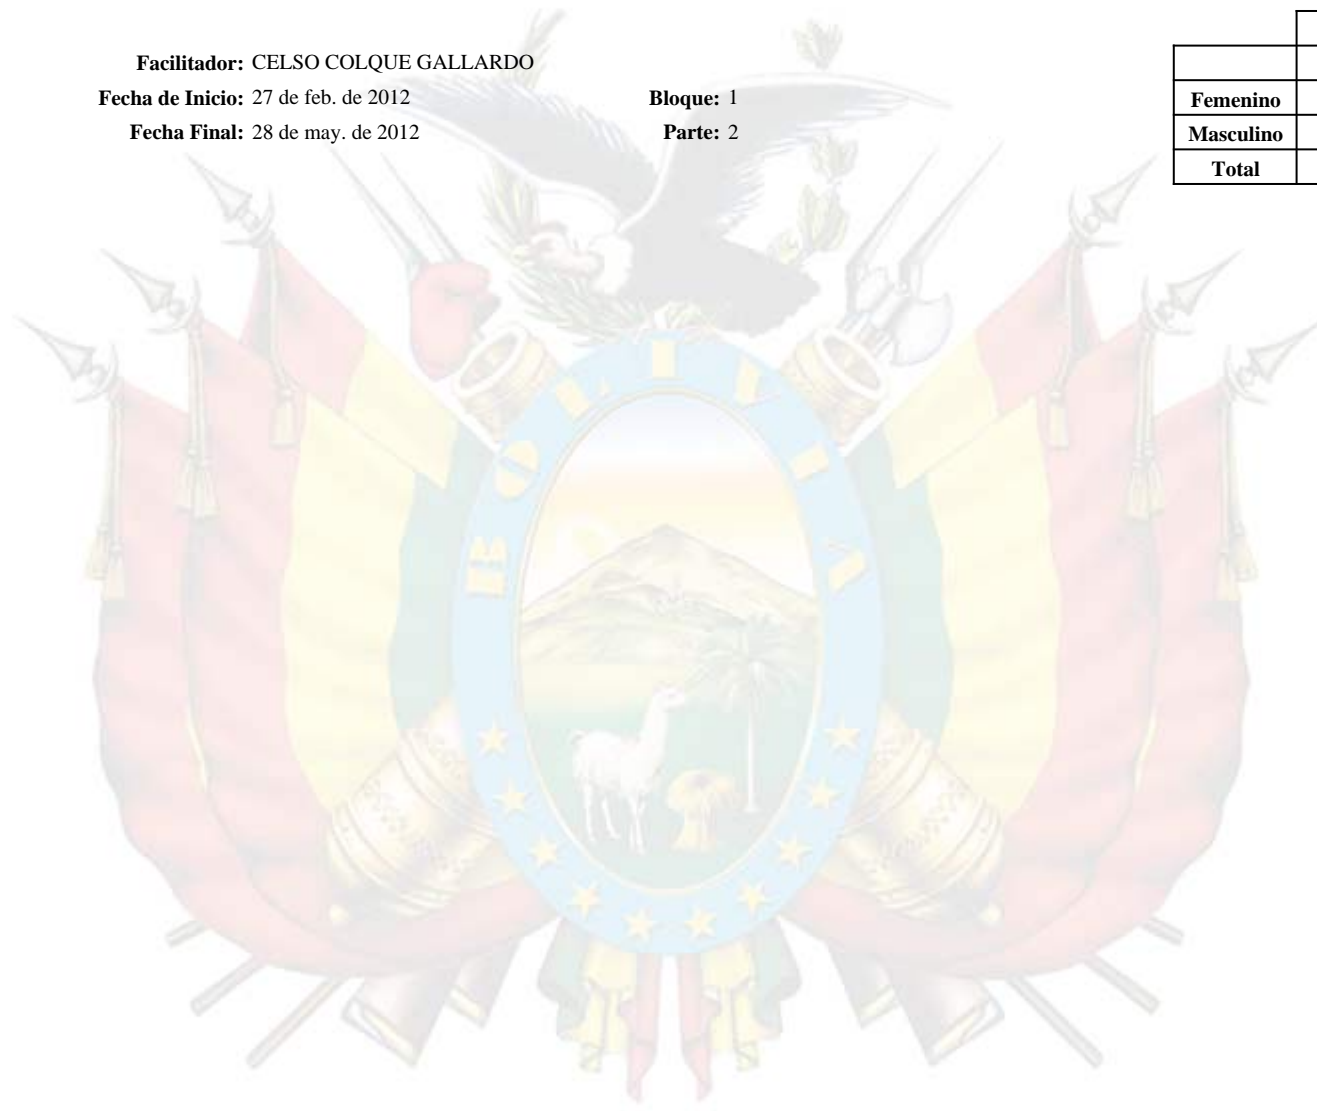 Facilitador: CELSO COLQUE GALLARDO
Fecha de Inicio: 27 de feb. de 2012 Bloque: 1
Fecha Final: 28 de may. de 2012 Parte: 2
Femenino
Masculino
Total
BOLIVIA